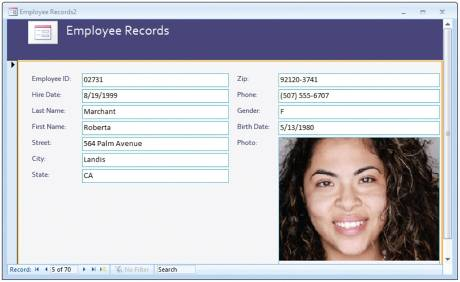 Employee Records2
Employee Records
Employee ID: 02731
Hire Date: 8/19/1999
Last Name: Marchant
First Name: Roberta
Street: 564 Palm Avenue
City: Landis
State: CA
Zip: 92120-3741
Phone: (507) 555-6707
Gender: F
Birth Date: 5/13/1980
Photo:
Record: 5 of 70 No Filter Search